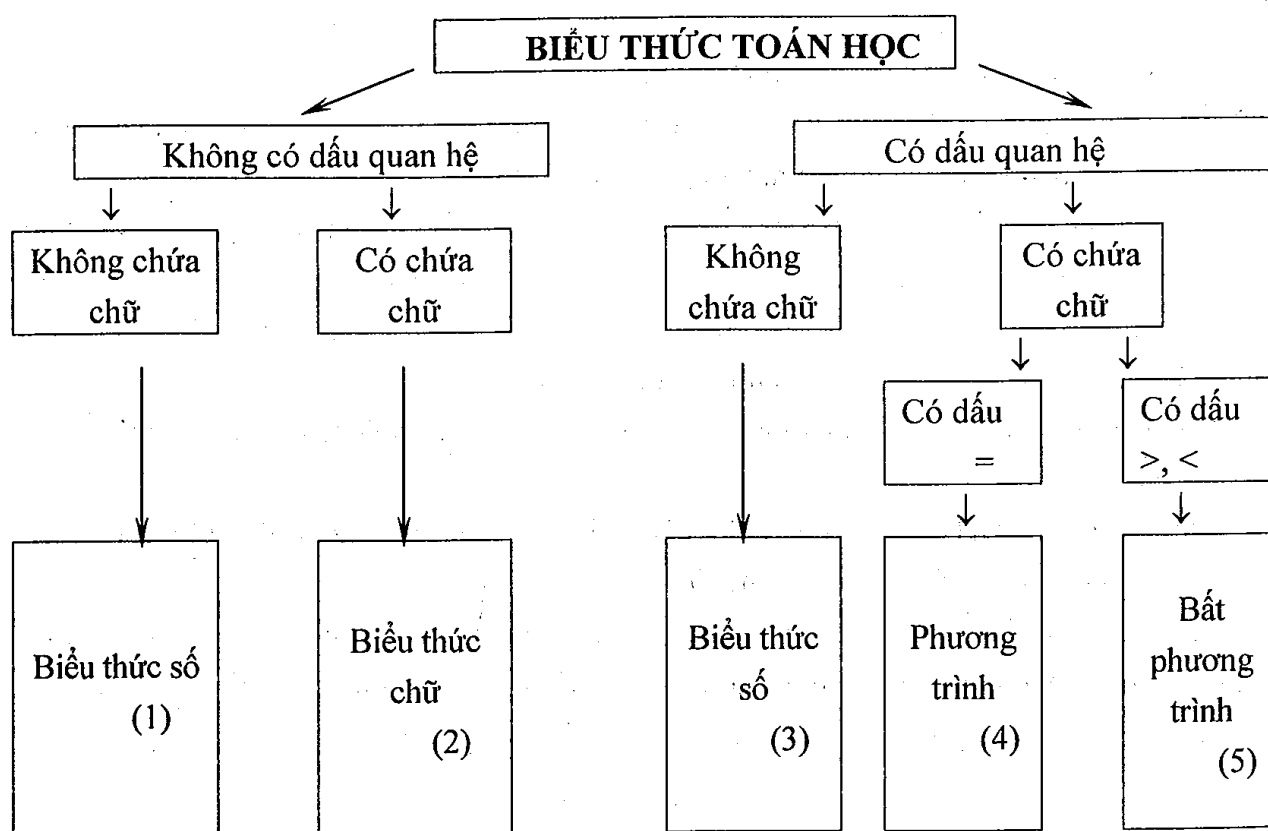 BIỂU THỨC TOÁN HỌC
Không có dấu quan hệ
Có dấu quan hệ
Không chứa
chữ
Có chứa
chữ
Không
chứa chữ
Có chứa
chữ
Có dấu
=
Có dấu
>, <
Biểu thức số
(1)
Biểu thức
chữ
(2)
Biểu thức
số
(3)
Phương
trình
(4)
Bất
phương
trình
(5)